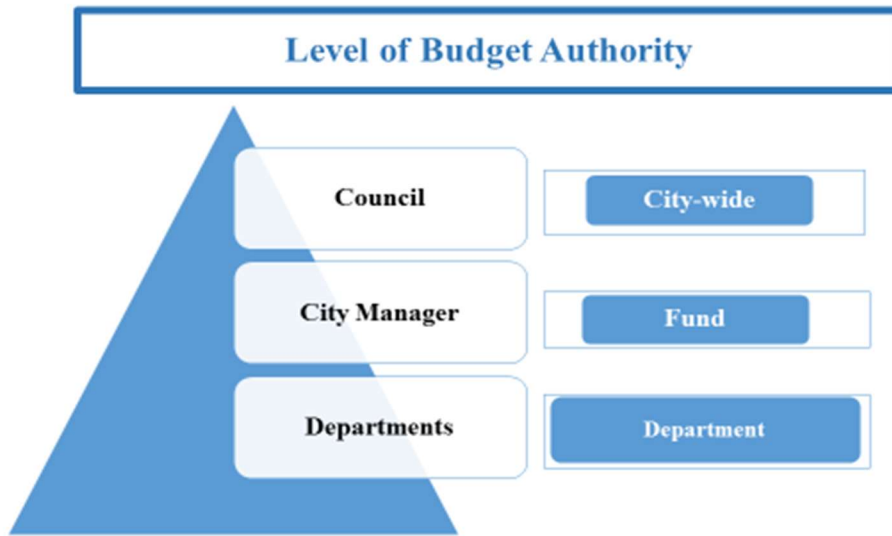 Level of Budget Authority
Council
City-wide
City Manager
Fund
Departments
Department